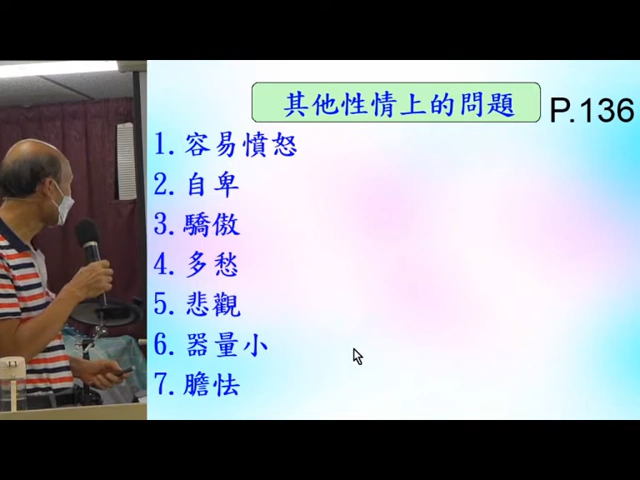 其他性情上的問題
P.136
1.容易憤怒
2.自卑
3.驕傲
4.多愁
5.悲觀
6.器量小
7.膽怯